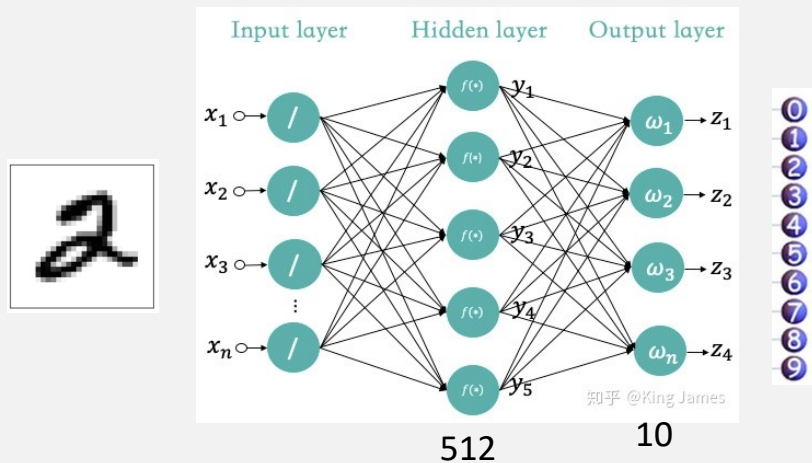 Input layer
Hidden layer
Output layer
x₁
x₂
x₃
⋮
xₙ
/
/
/
/
f(•)
f(•)
f(•)
f(•)
f(•)
y₁
y₂
y₃
y₄
y₅
ω₁
ω₂
ω₃
ωₙ
z₁
z₂
z₃
z₄
0
1
2
3
4
5
6
7
8
9
2
知乎 @King James
512
10